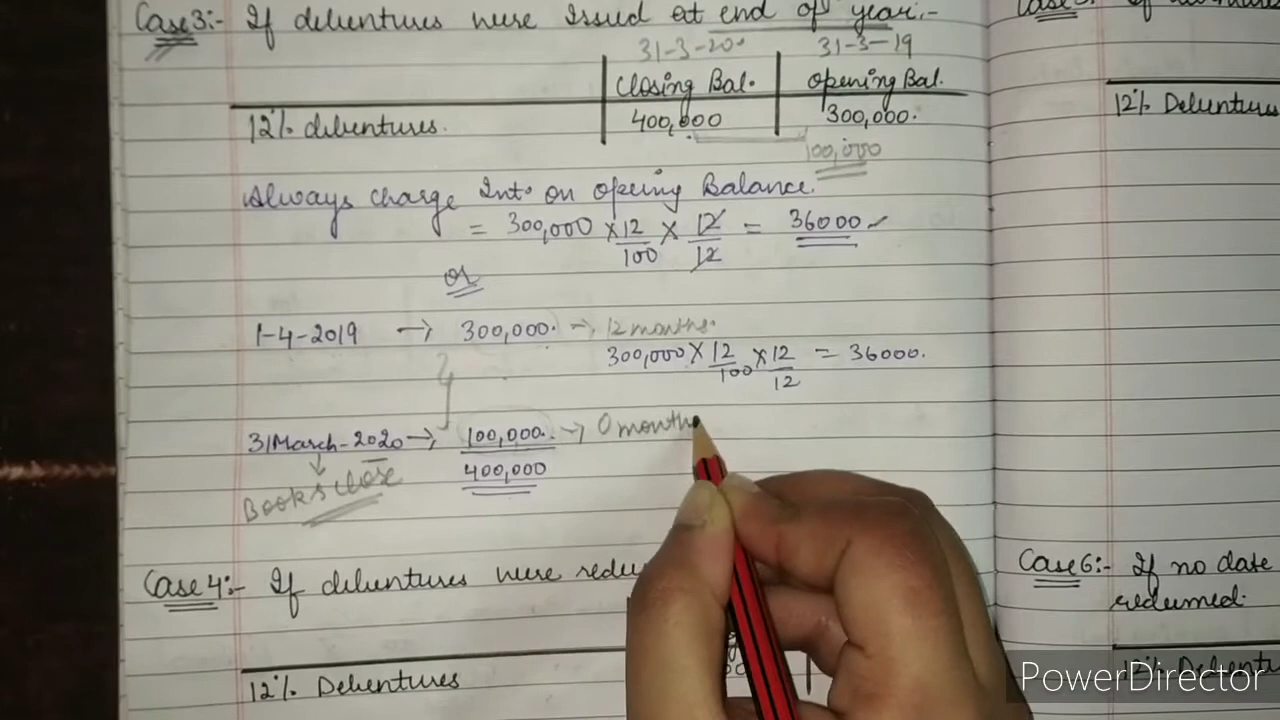 Case 3:- If debentures were Issued at end of year:-
31-3-20 31-3-19
Closing Bal. Opening Bal.
12% debentures. 400,000 300,000.
100,000
Always charge Int. on opening Balance.
= 300,000 × 12/100 × 12/12 = 36000
or
1-4-2019 → 300,000. → 12 months.
300,000 × 12/100 × 12/12 = 36000.
31 March-2020 → 100,000. → 0 months
400,000
Books close
Case 4:- If debentures were
12% Debentures
12% Debentures
Case 6:- If no date
redeemed.
12% Debentu
PowerDirector